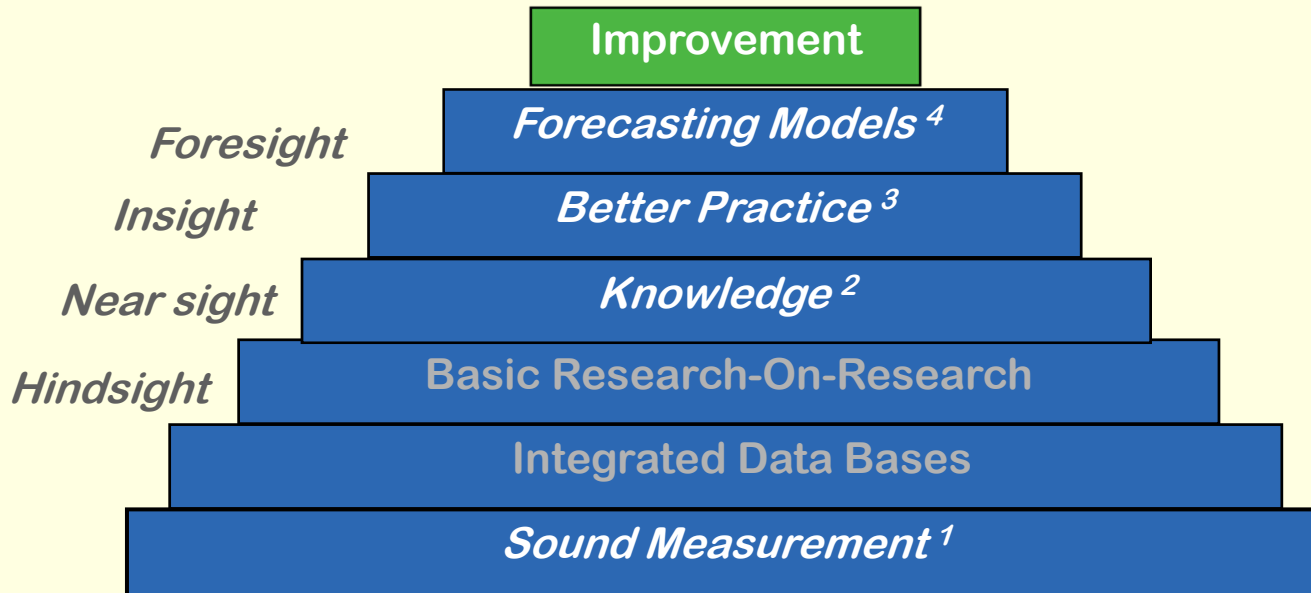 Improvement
Foresight
Forecasting Models 4
Insight
Better Practice 3
Near sight
Knowledge 2
Hindsight
Basic Research-On-Research
Integrated Data Bases
Sound Measurement 1